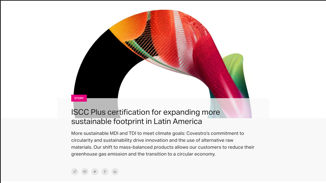 STORY
ISCC Plus certification for expanding more
sustainable footprint in Latin America
More sustainable MDI and TDI to meet climate goals: Covestro's commitment to
circularity and sustainability drive innovation and the use of alternative raw
materials. Our shift to mass-balanced products allows our customers to reduce their
greenhouse gas emission and the transition to a circular economy.